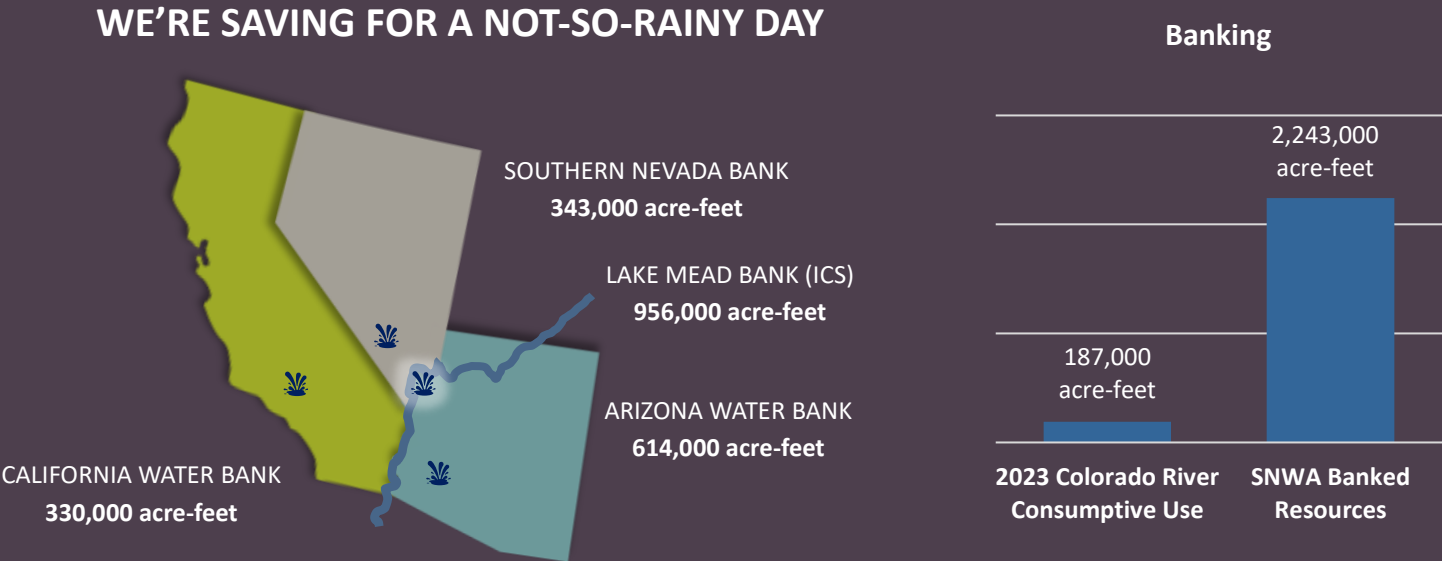 WE'RE SAVING FOR A NOT-SO-RAINY DAY
SOUTHERN NEVADA BANK
343,000 acre-feet
LAKE MEAD BANK (ICS)
956,000 acre-feet
ARIZONA WATER BANK
614,000 acre-feet
CALIFORNIA WATER BANK
330,000 acre-feet
Banking
2,243,000
acre-feet
187,000
acre-feet
2023 Colorado River
Consumptive Use
SNWA Banked
Resources